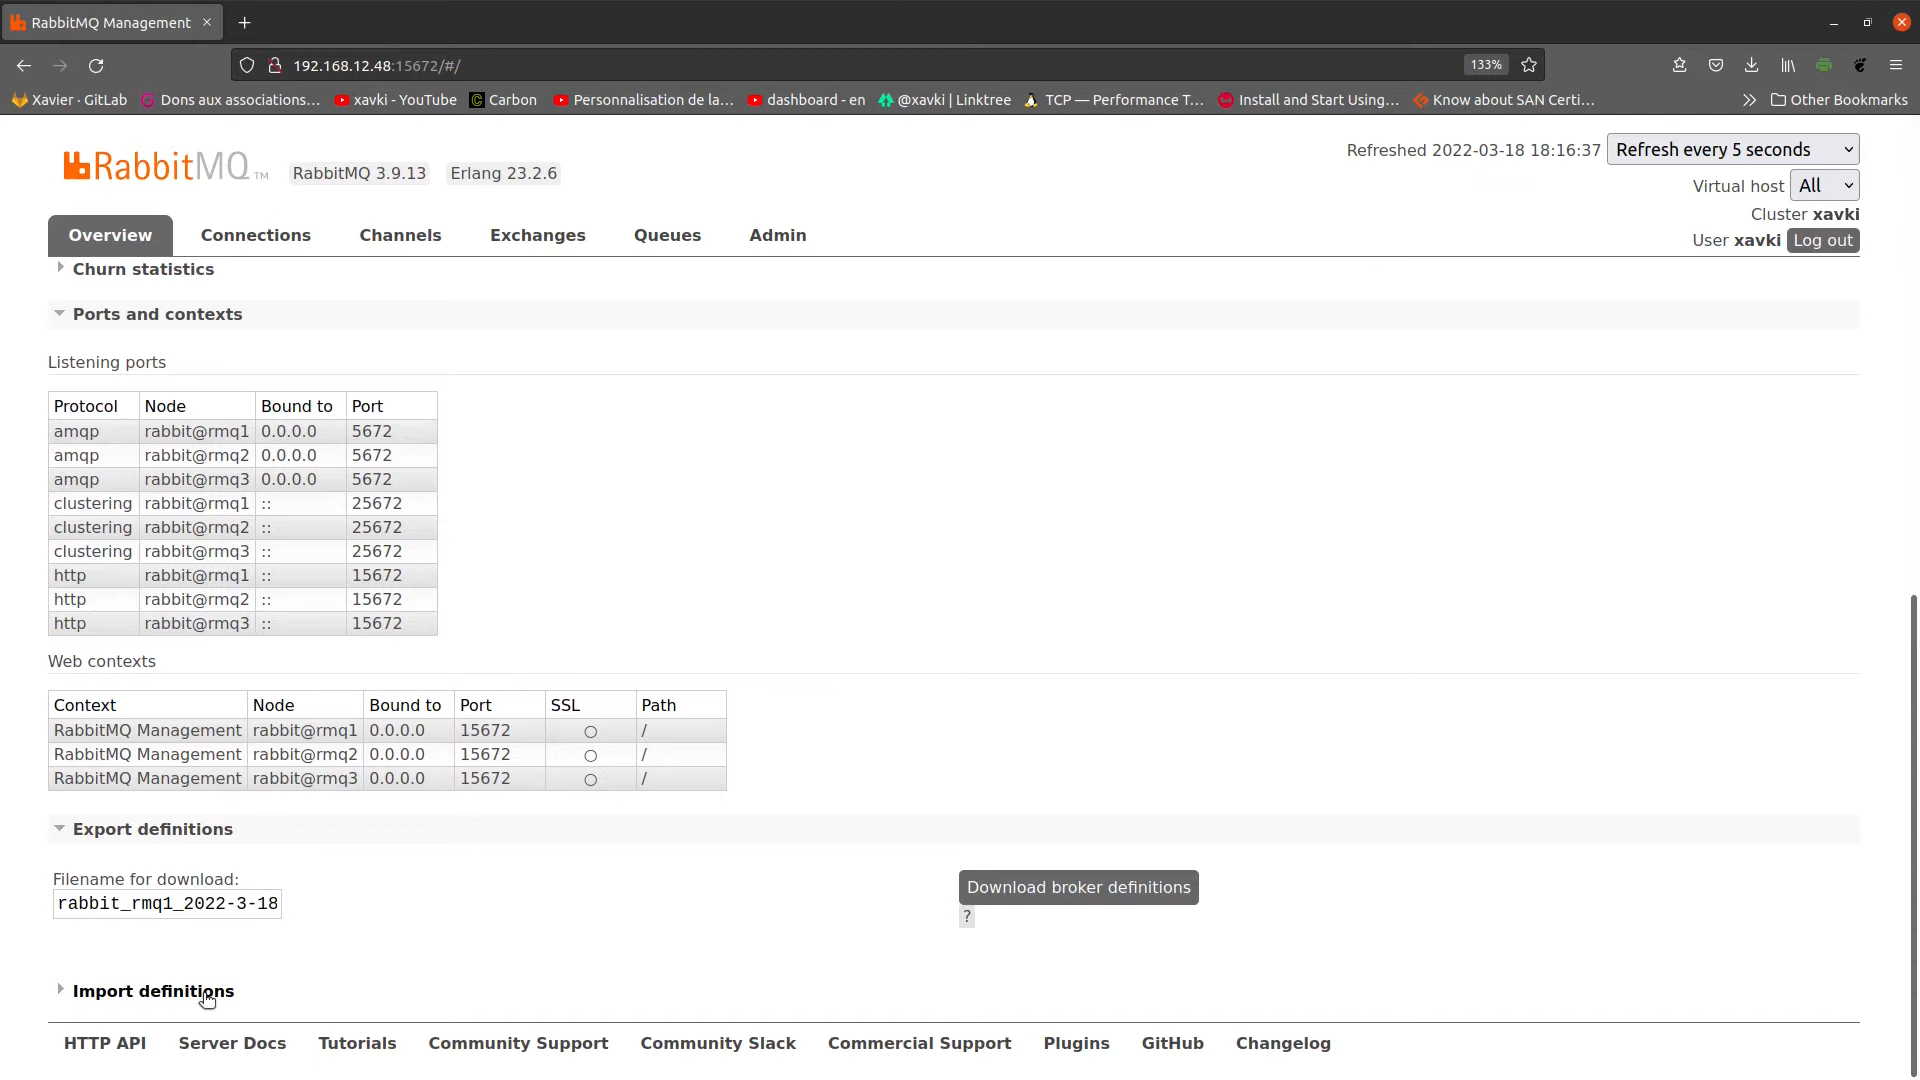 RabbitMQ Management
192.168.12.48:15672/#/
133%
Xavier · GitLab
Dons aux associations…
xavki - YouTube
Carbon
Personnalisation de la…
dashboard - en
@xavki | Linktree
TCP — Performance T…
Install and Start Using…
Know about SAN Certi…
Other Bookmarks
RabbitMQ TM
RabbitMQ 3.9.13
Erlang 23.2.6
Refreshed 2022-03-18 18:16:37
Refresh every 5 seconds
Virtual host All
Cluster xavki
User xavki Log out
Overview Connections Channels Exchanges Queues Admin
Churn statistics
Ports and contexts
Listening ports
Protocol Node Bound to Port
amqp rabbit@rmq1 0.0.0.0 5672
amqp rabbit@rmq2 0.0.0.0 5672
amqp rabbit@rmq3 0.0.0.0 5672
clustering rabbit@rmq1 :: 25672
clustering rabbit@rmq2 :: 25672
clustering rabbit@rmq3 :: 25672
http rabbit@rmq1 :: 15672
http rabbit@rmq2 :: 15672
http rabbit@rmq3 :: 15672
Web contexts
Context Node Bound to Port SSL Path
RabbitMQ Management rabbit@rmq1 0.0.0.0 15672 ○ /
RabbitMQ Management rabbit@rmq2 0.0.0.0 15672 ○ /
RabbitMQ Management rabbit@rmq3 0.0.0.0 15672 ○ /
Export definitions
Filename for download:
rabbit_rmq1_2022-3-18
Download broker definitions
?
Import definitions
HTTP API Server Docs Tutorials Community Support Community Slack Commercial Support Plugins GitHub Changelog